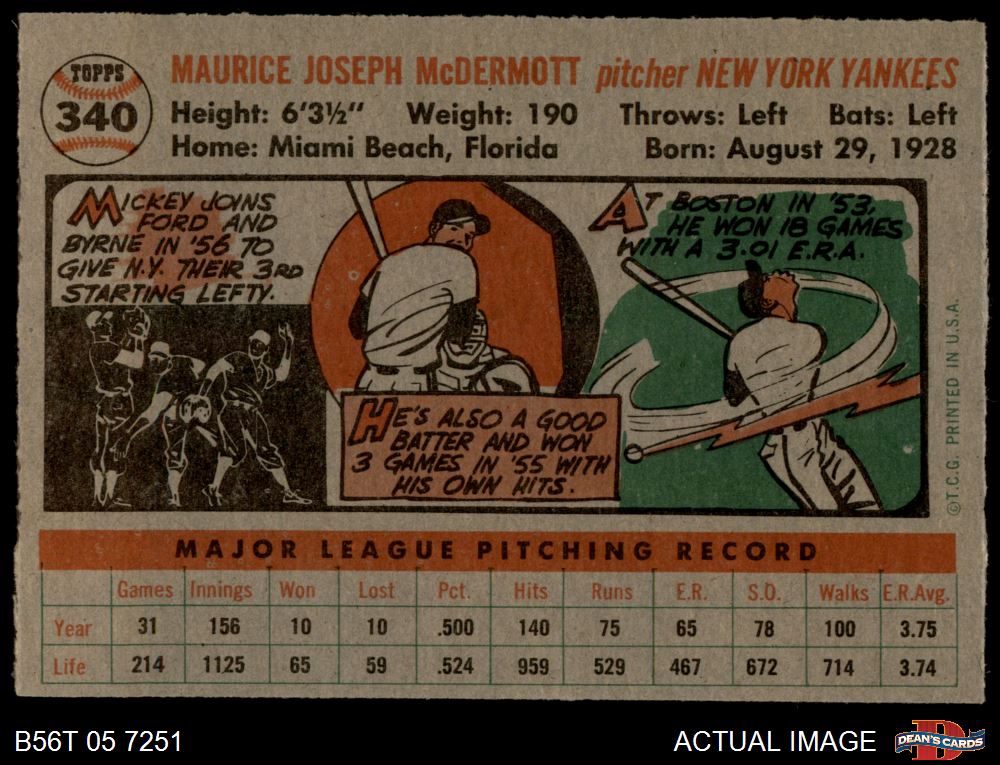 TOPPS
340
MAURICE JOSEPH McDERMOTT pitcher NEW YORK YANKEES
Height: 6'3½" Weight: 190 Throws: Left Bats: Left
Home: Miami Beach, Florida Born: August 29, 1928
MICKEY JOINS
FORD AND
BYRNE IN '56 TO
GIVE N.Y. THEIR 3RD
STARTING LEFTY.
HE'S ALSO A GOOD
BATTER AND WON
3 GAMES IN '55 WITH
HIS OWN HITS.
AT BOSTON IN '53,
HE WON 18 GAMES
WITH A 3.01 E.R.A.
©T.C.G. PRINTED IN U.S.A.
MAJOR LEAGUE PITCHING RECORD
Games Innings Won Lost Pct. Hits Runs E.R. S.O. Walks E.R.Avg.
Year 31 156 10 10 .500 140 75 65 78 100 3.75
Life 214 1125 65 59 .524 959 529 467 672 714 3.74
B56T 05 7251
ACTUAL IMAGE
DEAN'S CARDS